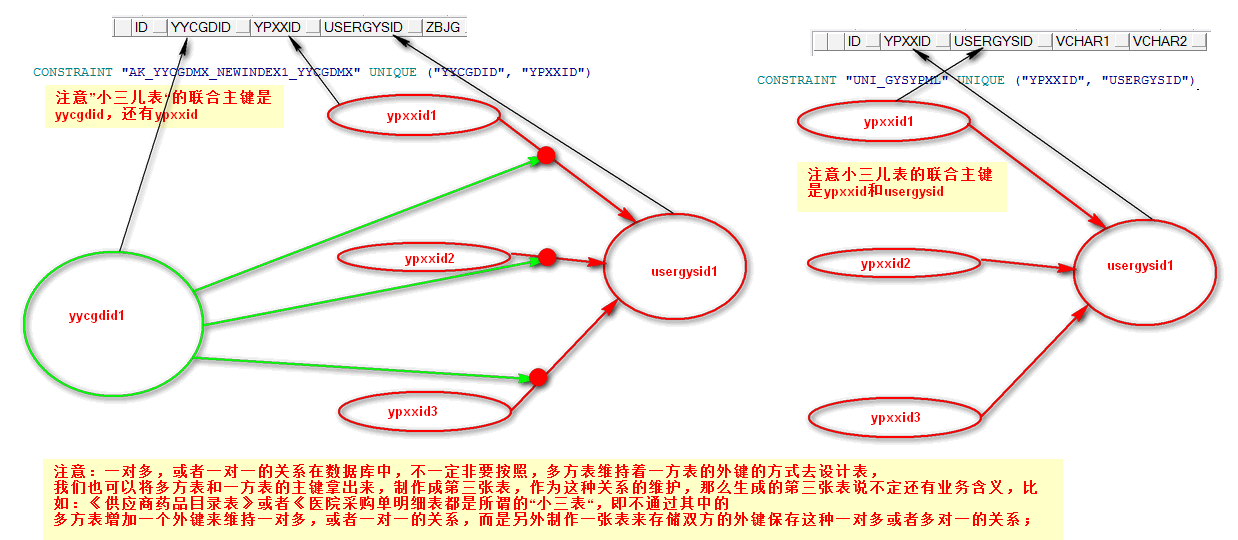 ID YYCGDID YPXXID USERGYSID ZBJG
CONSTRAINT "AK_YYCGDMX_NEWINDEX1_YYCGDMX" UNIQUE ("YYCGDID", "YPXXID")
注意"小三儿表"的联合主键是
yycgdid，还有ypxxid
ypxxid1
ypxxid2
ypxxid3
yycgdid1
usergysid1
ID YPXXID USERGYSID VCHAR1 VCHAR2
CONSTRAINT "UNI_GYSYPML" UNIQUE ("YPXXID", "USERGYSID")
ypxxid1
注意小三儿表的联合主键
是ypxxid和usergysid
ypxxid2
usergysid1
ypxxid3
注意：一对多，或者一对一的关系在数据库中，不一定非要按照，多方表维持着一方表的外键的方式去设计表，
我们也可以将多方表和一方表的主键拿出来，制作成第三张表，作为这种关系的维护，那么生成的第三张表说不定还有业务含义，比
如：《供应商药品目录表》或者《医院采购单明细表都是所谓的“小三表“，即不通过其中的
多方表增加一个外键来维持一对多，或者一对一的关系，而是另外制作一张表来存储双方的外键保存这种一对多或者多对一的关系；